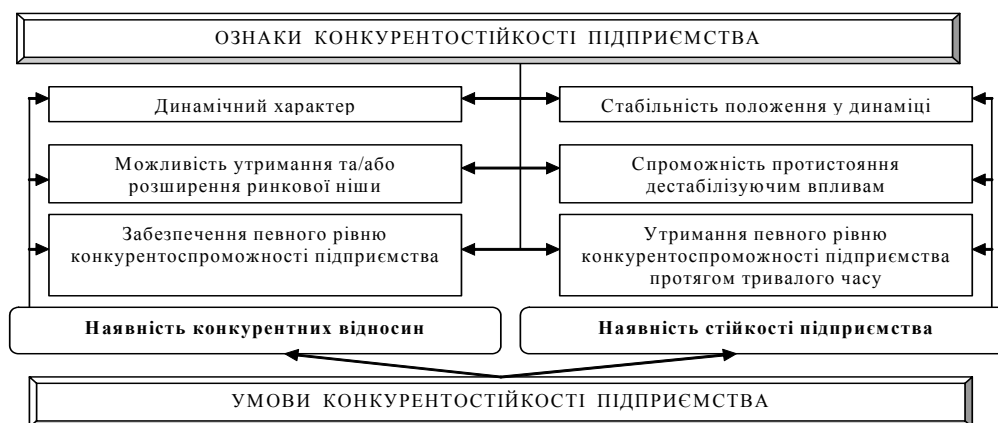 ОЗНАКИ КОНКУРЕНТОСТІЙКОСТІ ПІДПРИЄМСТВА
Динамічний характер
Стабільність положення у динаміці
Можливість утримання та/або
розширення ринкової ніши
Спроможність протистояння
дестабілізуючим впливам
Забезпечення певного рівню
конкурентоспроможності підприємства
Утримання певного рівню
конкурентоспроможності підприємства
протягом тривалого часу
Наявність конкурентних відносин
Наявність стійкості підприємства
УМОВИ КОНКУРЕНТОСТІЙКОСТІ ПІДПРИЄМСТВА